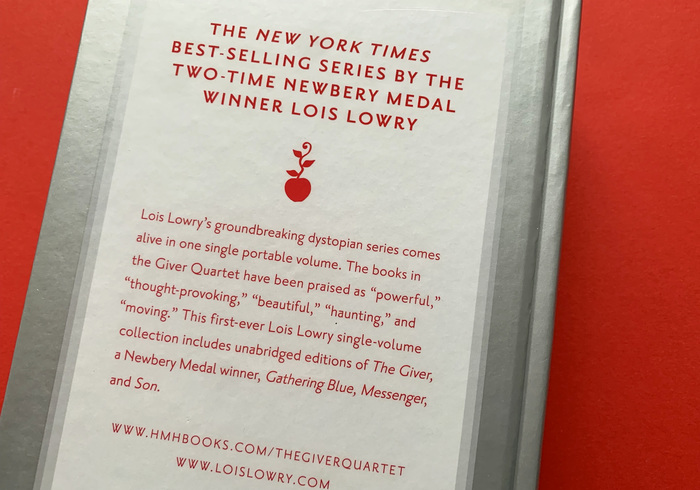 THE NEW YORK TIMES
BEST-SELLING SERIES BY THE
TWO-TIME NEWBERY MEDAL
WINNER LOIS LOWRY
Lois Lowry's groundbreaking dystopian series comes
alive in one single portable volume. The books in
the Giver Quartet have been praised as “powerful,”
“thought-provoking,” “beautiful,” “haunting,” and
“moving.” This first-ever Lois Lowry single-volume
collection includes unabridged editions of The Giver,
a Newbery Medal winner, Gathering Blue, Messenger,
and Son.
WWW.HMHBOOKS.COM/THEGIVERQUARTET
WWW.LOISLOWRY.COM